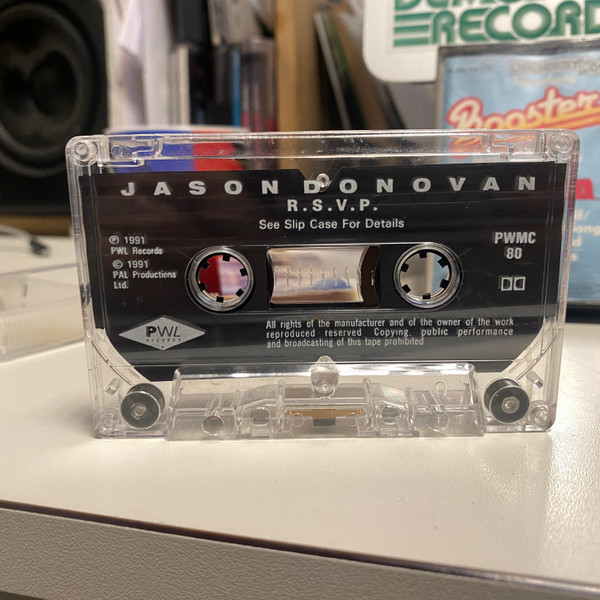 RECORD
Booster
JASON DONOVAN
R.S.V.P.
See Slip Case For Details
℗ 1991
PWL Records
© 1991
PAL Productions
Ltd.
PWMC
80
PWL
RECORDS
All rights of the manufacturer and of the owner of the work
reproduced reserved Copying, public performance
and broadcasting of this tape prohibited